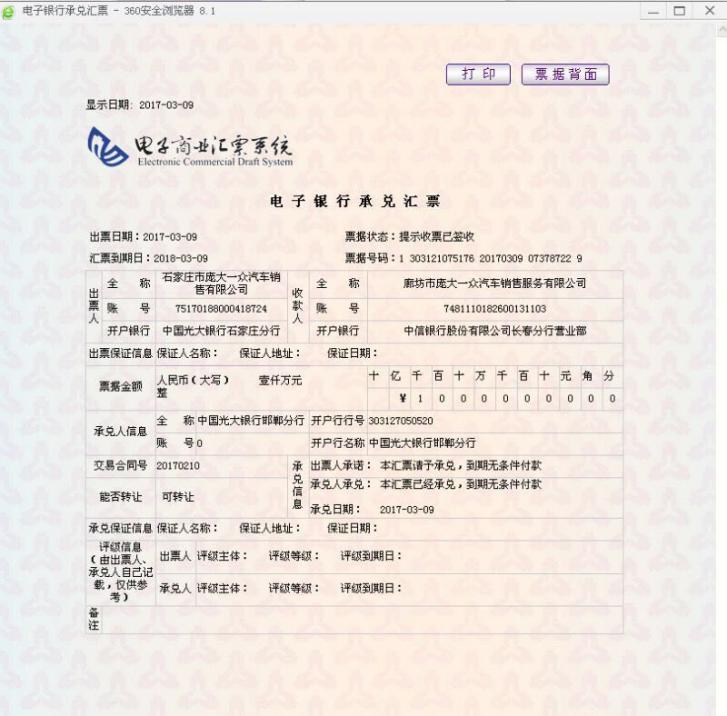 电子银行承兑汇票 - 360安全浏览器 8.1
打 印 票据背面
显示日期: 2017-03-09
电子商业汇票系统
Electronic Commercial Draft System
电 子 银 行 承 兑 汇 票
出票日期:2017-03-09 票据状态:提示收票已签收
汇票到期日:2018-03-09 票据号码:1 303121075176 20170309 07378722 9
出票人 全 称 石家庄市庞大一众汽车销售有限公司 收款人 全 称 廊坊市庞大一众汽车销售服务有限公司
账 号 75170188000418724 账 号 7481110182600131103
开户银行 中国光大银行石家庄分行 开户银行 中信银行股份有限公司长春分行营业部
出票保证信息 保证人名称: 保证人地址: 保证日期:
票据金额 人民币(大写) 壹仟万元整 十 亿 千 百 十 万 千 百 十 元 角 分
¥ 1 0 0 0 0 0 0 0 0 0
承兑人信息 全 称 中国光大银行邯郸分行 开户行行号 303127050520
账 号 0 开户行名称 中国光大银行邯郸分行
交易合同号 20170210 承兑信息 出票人承诺: 本汇票请予承兑,到期无条件付款
能否转让 可转让 承兑人承兑: 本汇票已经承兑,到期无条件付款
承兑日期: 2017-03-09
承兑保证信息 保证人名称: 保证人地址: 保证日期:
评级信息(由出票人、承兑人自己记载,仅供参考) 出票人 评级主体: 评级等级: 评级到期日:
承兑人 评级主体: 评级等级: 评级到期日:
备注